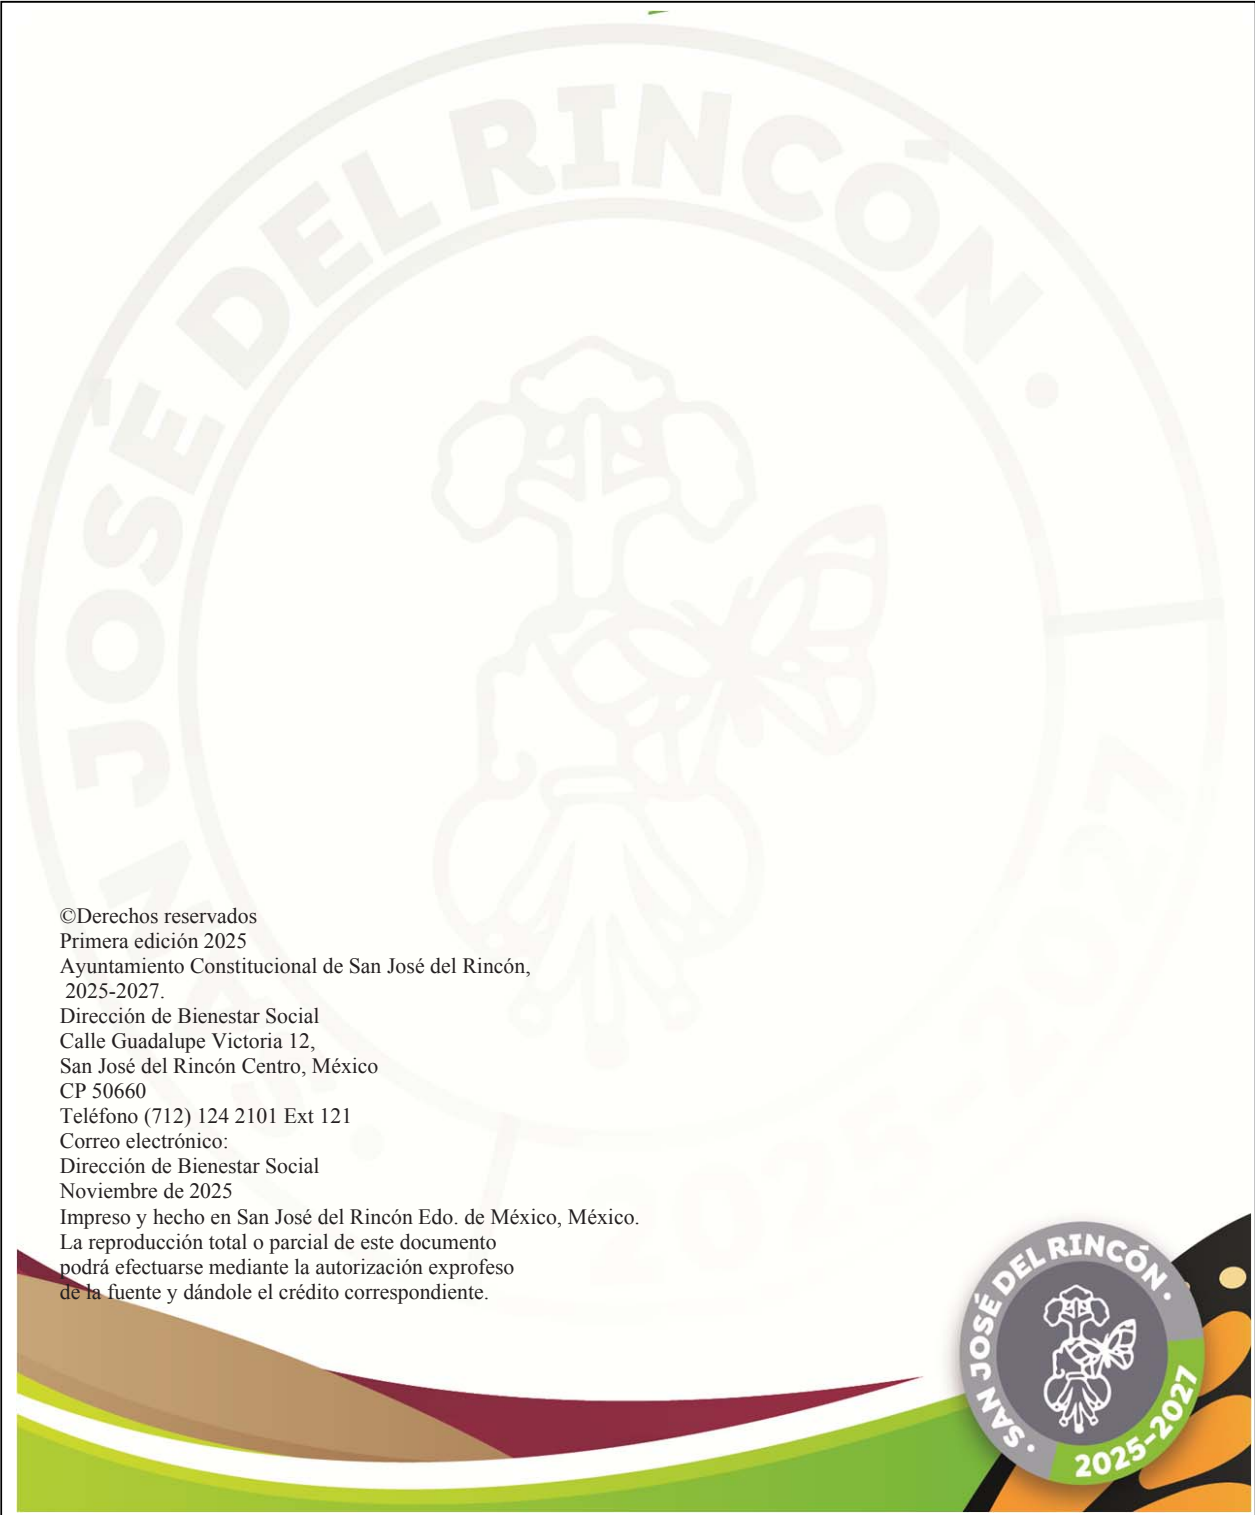 SAN JOSÉ DEL RINCÓN
2025-2027
©Derechos reservados
Primera edición 2025
Ayuntamiento Constitucional de San José del Rincón,
2025-2027.
Dirección de Bienestar Social
Calle Guadalupe Victoria 12,
San José del Rincón Centro, México
CP 50660
Teléfono (712) 124 2101 Ext 121
Correo electrónico:
Dirección de Bienestar Social
Noviembre de 2025
Impreso y hecho en San José del Rincón Edo. de México, México.
La reproducción total o parcial de este documento
podrá efectuarse mediante la autorización exprofeso
de la fuente y dándole el crédito correspondiente.
SAN JOSÉ DEL RINCÓN
2025-2027